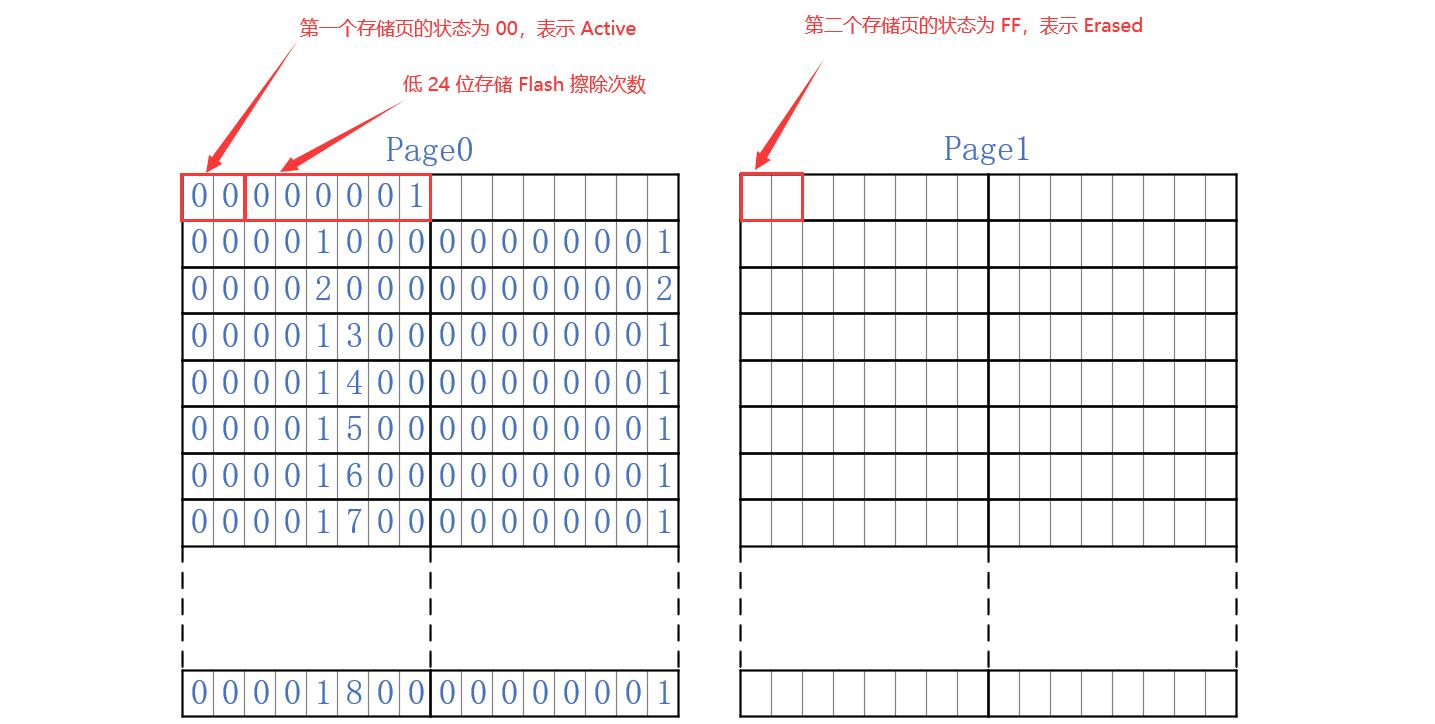 第一个存储页的状态为 00，表示 Active
第二个存储页的状态为 FF，表示 Erased
低 24 位存储 Flash 擦除次数
Page0
Page1
0 0 0 0 0 0 0 1
0 0 0 0 1 0 0 0 0 0 0 0 0 0 0 1
0 0 0 0 2 0 0 0 0 0 0 0 0 0 0 2
0 0 0 0 1 3 0 0 0 0 0 0 0 0 0 1
0 0 0 0 1 4 0 0 0 0 0 0 0 0 0 1
0 0 0 0 1 5 0 0 0 0 0 0 0 0 0 1
0 0 0 0 1 6 0 0 0 0 0 0 0 0 0 1
0 0 0 0 1 7 0 0 0 0 0 0 0 0 0 1
0 0 0 0 1 8 0 0 0 0 0 0 0 0 0 1